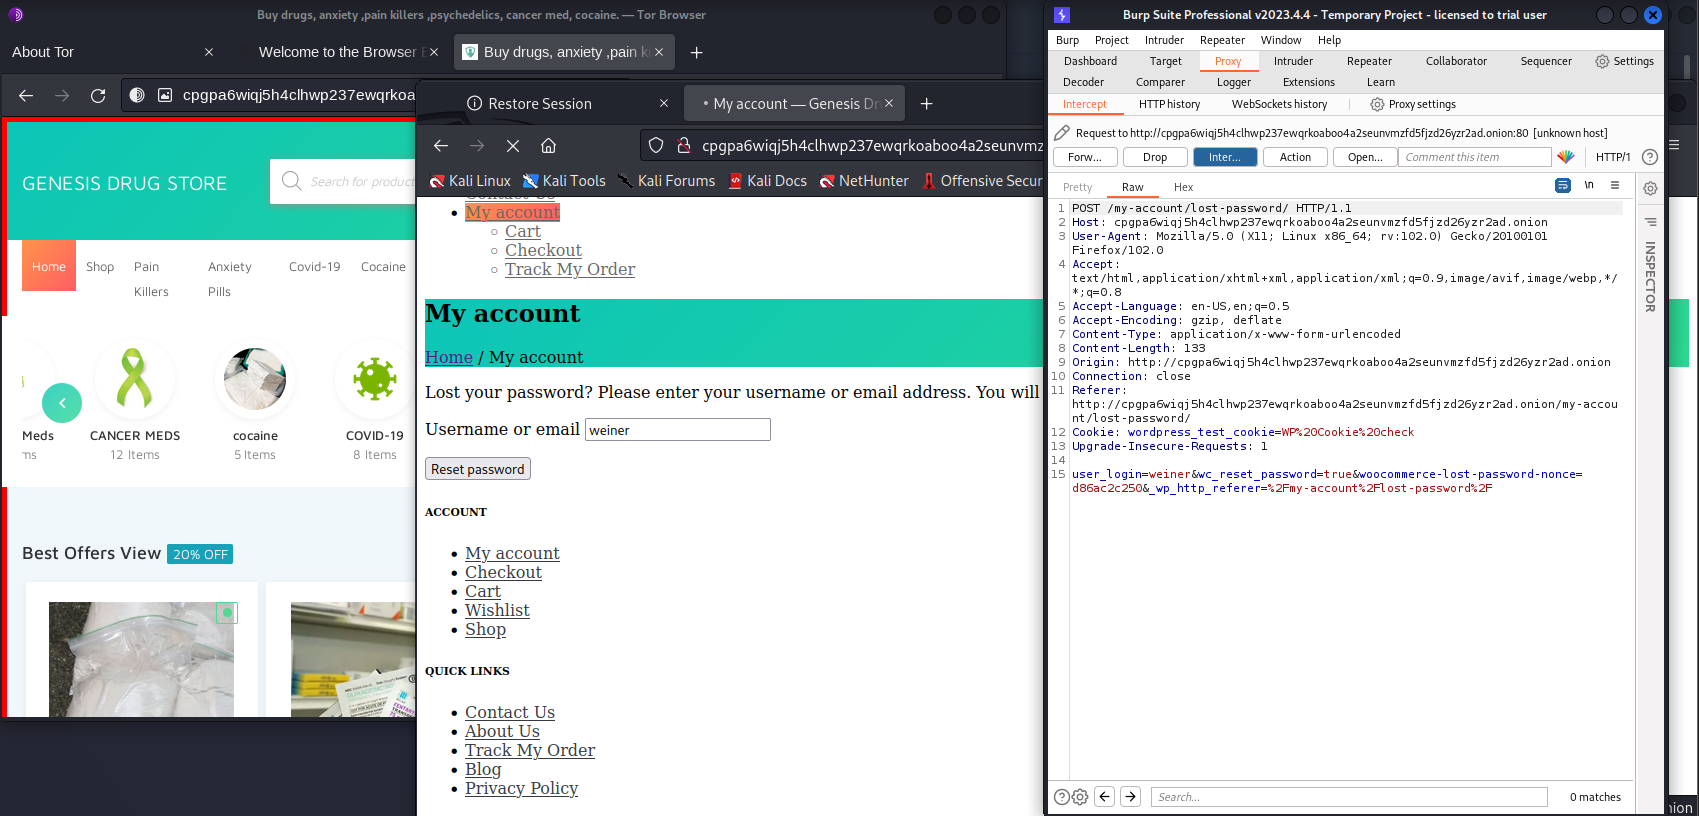 Buy drugs, anxiety ,pain killers ,psychedelics, cancer med, cocaine. — Tor Browser
About Tor
Welcome to the Browser
Buy drugs, anxiety ,pain
cpgpa6wiqj5h4clhwp237ewqrkoa
GENESIS DRUG STORE
Search for product
Home
Shop
Pain
Killers
Anxiety
Pills
Covid-19
Cocaine
Meds
ms
CANCER MEDS
12 Items
cocaine
5 Items
COVID-19
8 Items
Best Offers View
20% OFF
Restore Session
• My account — Genesis Dr
cpgpa6wiqj5h4clhwp237ewqrkoaboo4a2seunvmz
Kali Linux
Kali Tools
Kali Forums
Kali Docs
NetHunter
Offensive Secur
Contact Us
My account
Cart
Checkout
Track My Order
My account
Home / My account
Lost your password? Please enter your username or email address. You will
Username or email
weiner
Reset password
ACCOUNT
My account
Checkout
Cart
Wishlist
Shop
QUICK LINKS
Contact Us
About Us
Track My Order
Blog
Privacy Policy
Burp Suite Professional v2023.4.4 - Temporary Project - licensed to trial user
Burp Project Intruder Repeater Window Help
Dashboard Target Proxy Intruder Repeater Collaborator Sequencer Settings
Decoder Comparer Logger Extensions Learn
Intercept HTTP history WebSockets history Proxy settings
Request to http://cpgpa6wiqj5h4clhwp237ewqrkoaboo4a2seunvmzfd5fjzd26yzr2ad.onion:80 [unknown host]
Forw... Drop Inter... Action Open... Comment this item HTTP/1
Pretty Raw Hex
\n
INSPECTOR
1 POST /my-account/lost-password/ HTTP/1.1
2 Host: cpgpa6wiqj5h4clhwp237ewqrkoaboo4a2seunvmzfd5fjzd26yzr2ad.onion
3 User-Agent: Mozilla/5.0 (X11; Linux x86_64; rv:102.0) Gecko/20100101
Firefox/102.0
4 Accept:
text/html,application/xhtml+xml,application/xml;q=0.9,image/avif,image/webp,*/
*;q=0.8
5 Accept-Language: en-US,en;q=0.5
6 Accept-Encoding: gzip, deflate
7 Content-Type: application/x-www-form-urlencoded
8 Content-Length: 133
9 Origin: http://cpgpa6wiqj5h4clhwp237ewqrkoaboo4a2seunvmzfd5fjzd26yzr2ad.onion
10 Connection: close
11 Referer:
http://cpgpa6wiqj5h4clhwp237ewqrkoaboo4a2seunvmzfd5fjzd26yzr2ad.onion/my-accou
nt/lost-password/
12 Cookie: wordpress_test_cookie=WP%20Cookie%20check
13 Upgrade-Insecure-Requests: 1
14
15 user_login=weiner&wc_reset_password=true&woocommerce-lost-password-nonce=
d86ac2c250&_wp_http_referer=%2Fmy-account%2Flost-password%2F
Search...
0 matches
nion